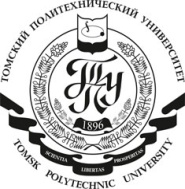 ТОМСКИЙ ПОЛИТЕХНИЧЕСКИЙ УНИВЕРСИТЕТ
ТПУ
1896
SCIENTIA LIBERTAS PROSPERITAS
TOMSK POLYTECHNIC UNIVERSITY